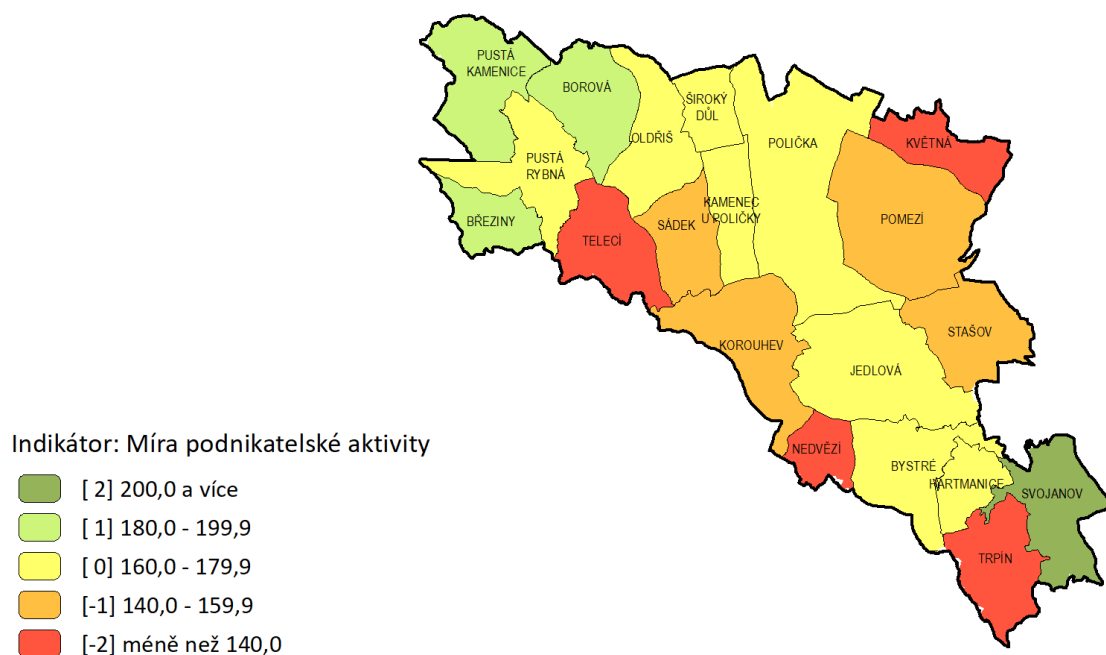 PUSTÁ
KAMENICE
BOROVÁ
ŠIROKÝ
DŮL
OLDŘIŠ
POLIČKA
KVĚTNÁ
PUSTÁ
RYBNÁ
KAMENEC
U POLIČKY
BŘEZINY
SÁDEK
POMEZÍ
TELECÍ
STAŠOV
KOROUHEV
JEDLOVÁ
NEDVĚZÍ
BYSTRÉ
HARTMANICE
SVOJANOV
TRPÍN
Indikátor: Míra podnikatelské aktivity
[ 2] 200,0 a více
[ 1] 180,0 - 199,9
[ 0] 160,0 - 179,9
[-1] 140,0 - 159,9
[-2] méně než 140,0